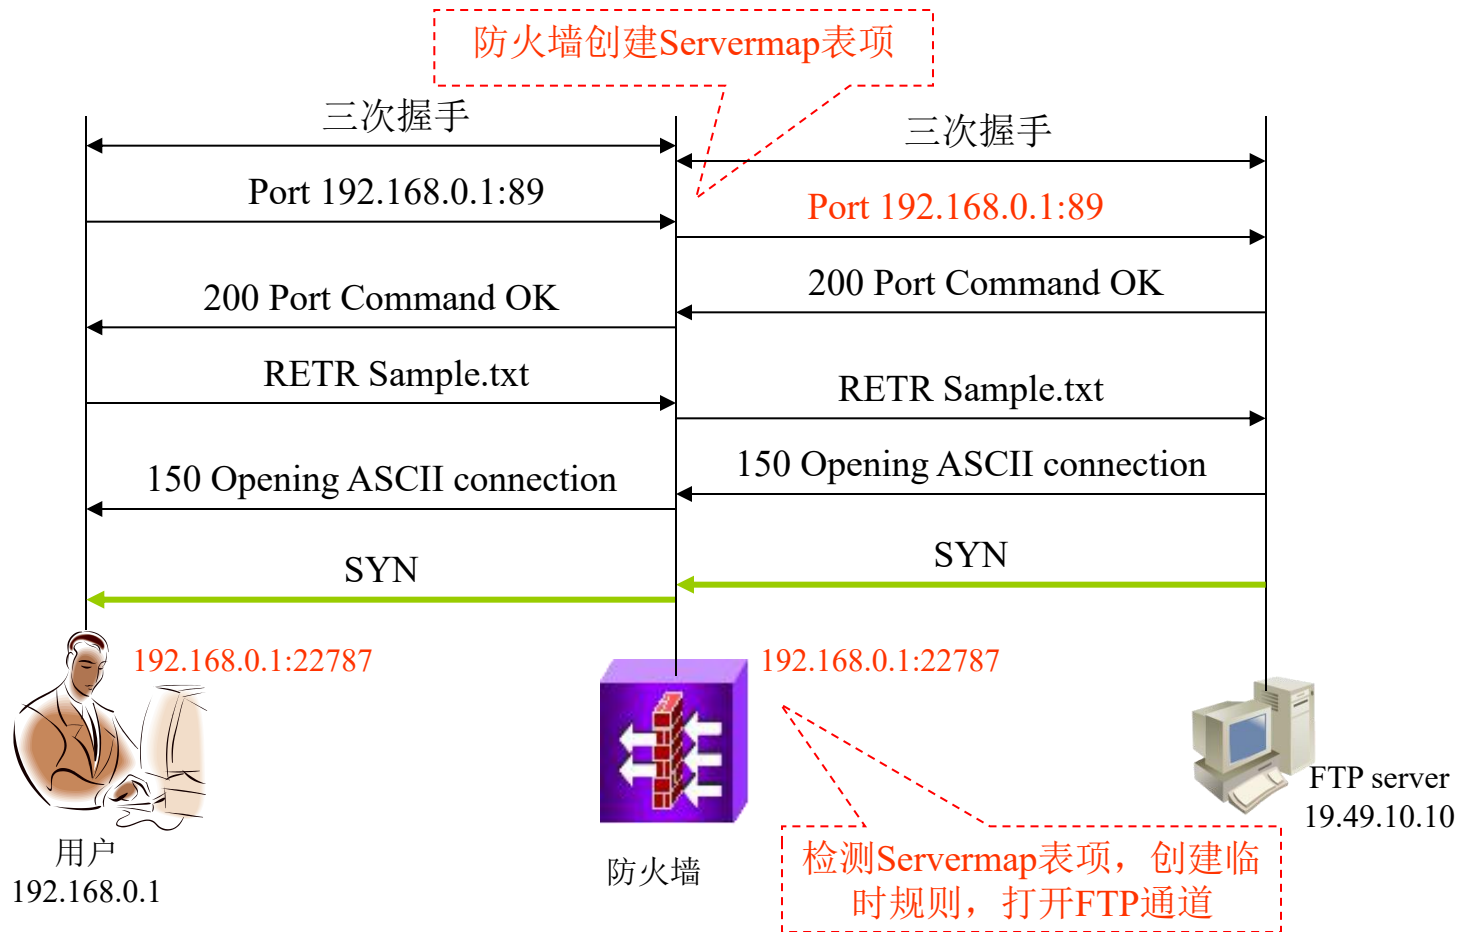 防火墙创建Servermap表项
三次握手
三次握手
Port 192.168.0.1:89
Port 192.168.0.1:89
200 Port Command OK
200 Port Command OK
RETR Sample.txt
RETR Sample.txt
150 Opening ASCII connection
150 Opening ASCII connection
SYN
SYN
192.168.0.1:22787
192.168.0.1:22787
FTP server
19.49.10.10
用户
192.168.0.1
防火墙
检测Servermap表项，创建临
时规则，打开FTP通道